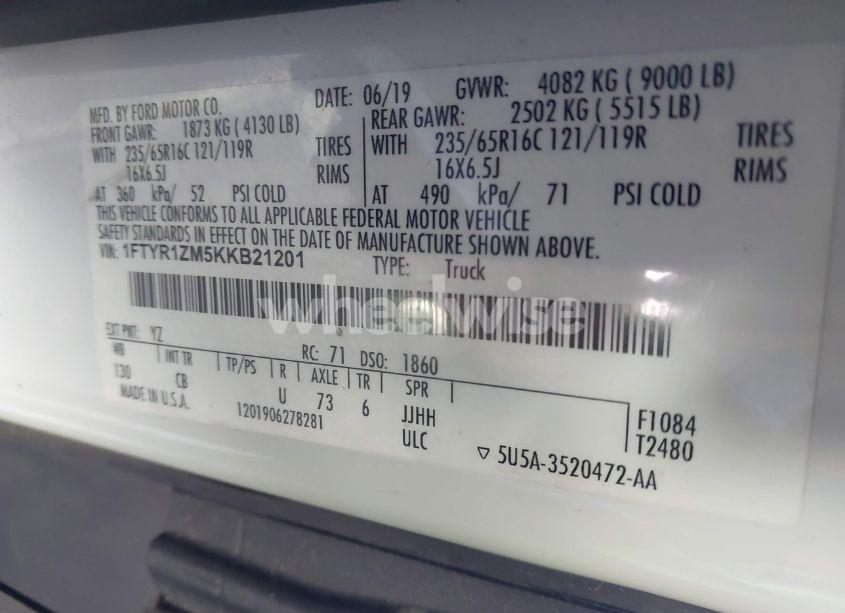 MFD. BY FORD MOTOR CO. DATE: 06/19 GVWR: 4082 KG ( 9000 LB)
FRONT GAWR: 1873 KG ( 4130 LB) REAR GAWR: 2502 KG ( 5515 LB)
WITH 235/65R16C 121/119R TIRES WITH 235/65R16C 121/119R TIRES
16X6.5J RIMS 16X6.5J RIMS
AT 360 kPa/ 52 PSI COLD AT 490 kPa/ 71 PSI COLD
THIS VEHICLE CONFORMS TO ALL APPLICABLE FEDERAL MOTOR VEHICLE
SAFETY STANDARDS IN EFFECT ON THE DATE OF MANUFACTURE SHOWN ABOVE.
VIN: 1FTYR1ZM5KKB21201 TYPE: Truck
wheelwise
EXT PNT: YZ RC: 71 DSO: 1860
WB INT TR TP/PS R AXLE TR SPR
130 CB U 73 6 JJHH F1084
MADE IN U.S.A. 1201906278281 ULC T2480
▽ 5U5A-3520472-AA